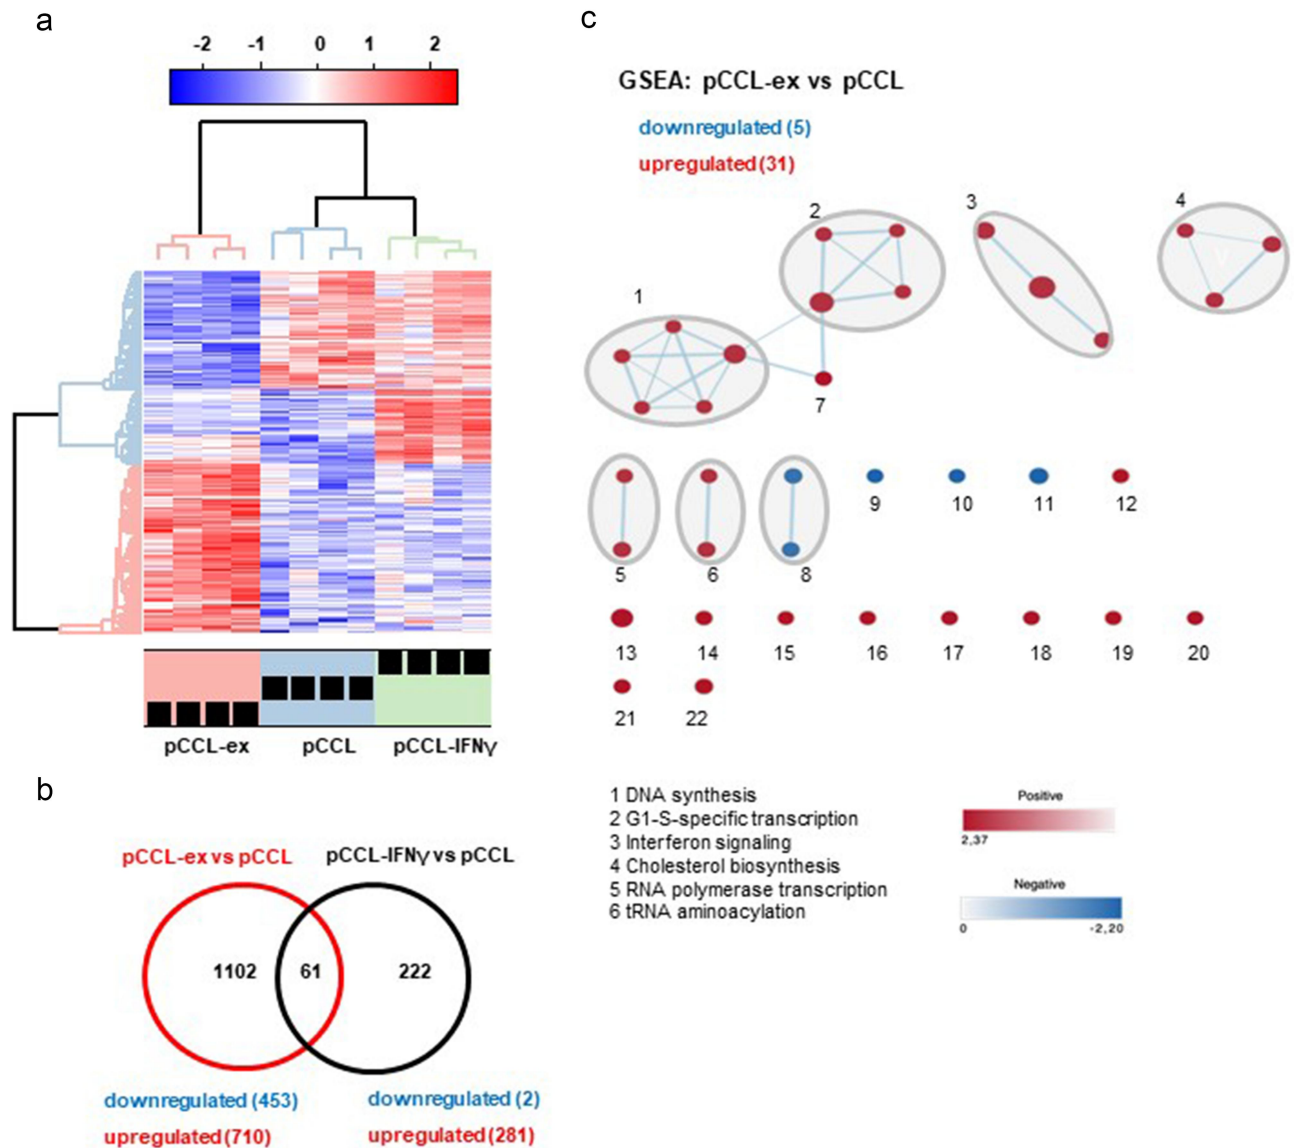 a
-2 -1 0 1 2
pCCL-ex pCCL pCCL-IFNγ
b
pCCL-ex vs pCCL pCCL-IFNγ vs pCCL
1102 61 222
downregulated (453) downregulated (2)
upregulated (710) upregulated (281)
c
GSEA: pCCL-ex vs pCCL
downregulated (5)
upregulated (31)
1 2 3 4
V
7
5 6 8 9 10 11 12
13 14 15 16 17 18 19 20
21 22
1 DNA synthesis
2 G1-S-specific transcription
3 Interferon signaling
4 Cholesterol biosynthesis
5 RNA polymerase transcription
6 tRNA aminoacylation
Positive
2,37
Negative
0 -2,20